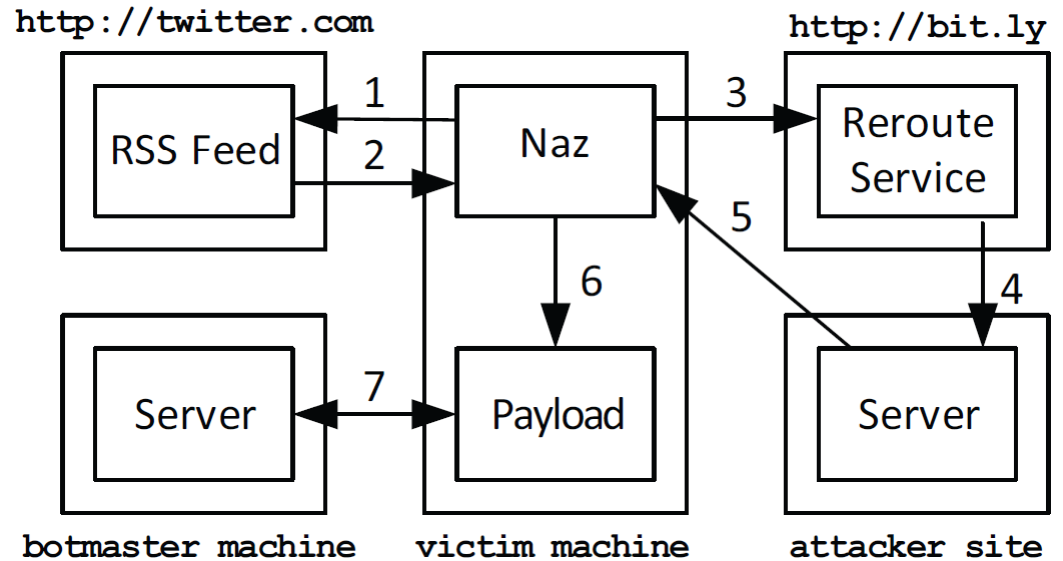 http://twitter.com
http://bit.ly
1
3
RSS Feed
2
Naz
Reroute
Service
5
6
4
Server
7
Payload
Server
botmaster machine
victim machine
attacker site